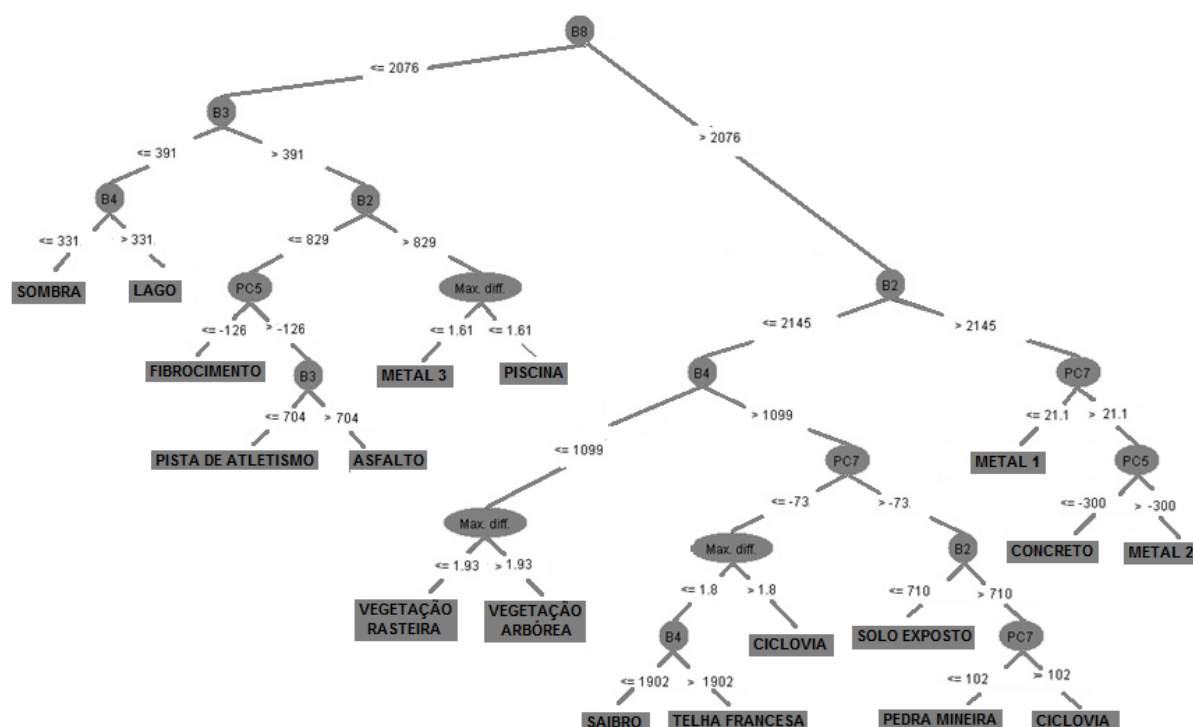 B8
<= 2076
B3
> 2076
<= 391
> 391
B4
B2
<= 331
> 331
<= 829
> 829
SOMBRA
LAGO
PC5
Max. diff.
B2
<= -126
> -126
<= 1.61
<= 1.61
<= 2145
> 2145
FIBROCIMENTO
B3
METAL 3
PISCINA
B4
PC7
<= 704
> 704
<= 1099
> 1099
<= 21.1
> 21.1
PISTA DE ATLETISMO
ASFALTO
PC7
METAL 1
PC5
<= -73
> -73
<= -300
> -300
Max. diff.
Max. diff.
B2
CONCRETO
METAL 2
<= 1.93
> 1.93
<= 1.8
> 1.8
<= 710
> 710
VEGETAÇÃO
RASTEIRA
VEGETAÇÃO
ARBÓREA
B4
CICLOVIA
SOLO EXPOSTO
PC7
<= 1902
> 1902
<= 102
> 102
SAIBRO
TELHA FRANCESA
PEDRA MINEIRA
CICLOVIA